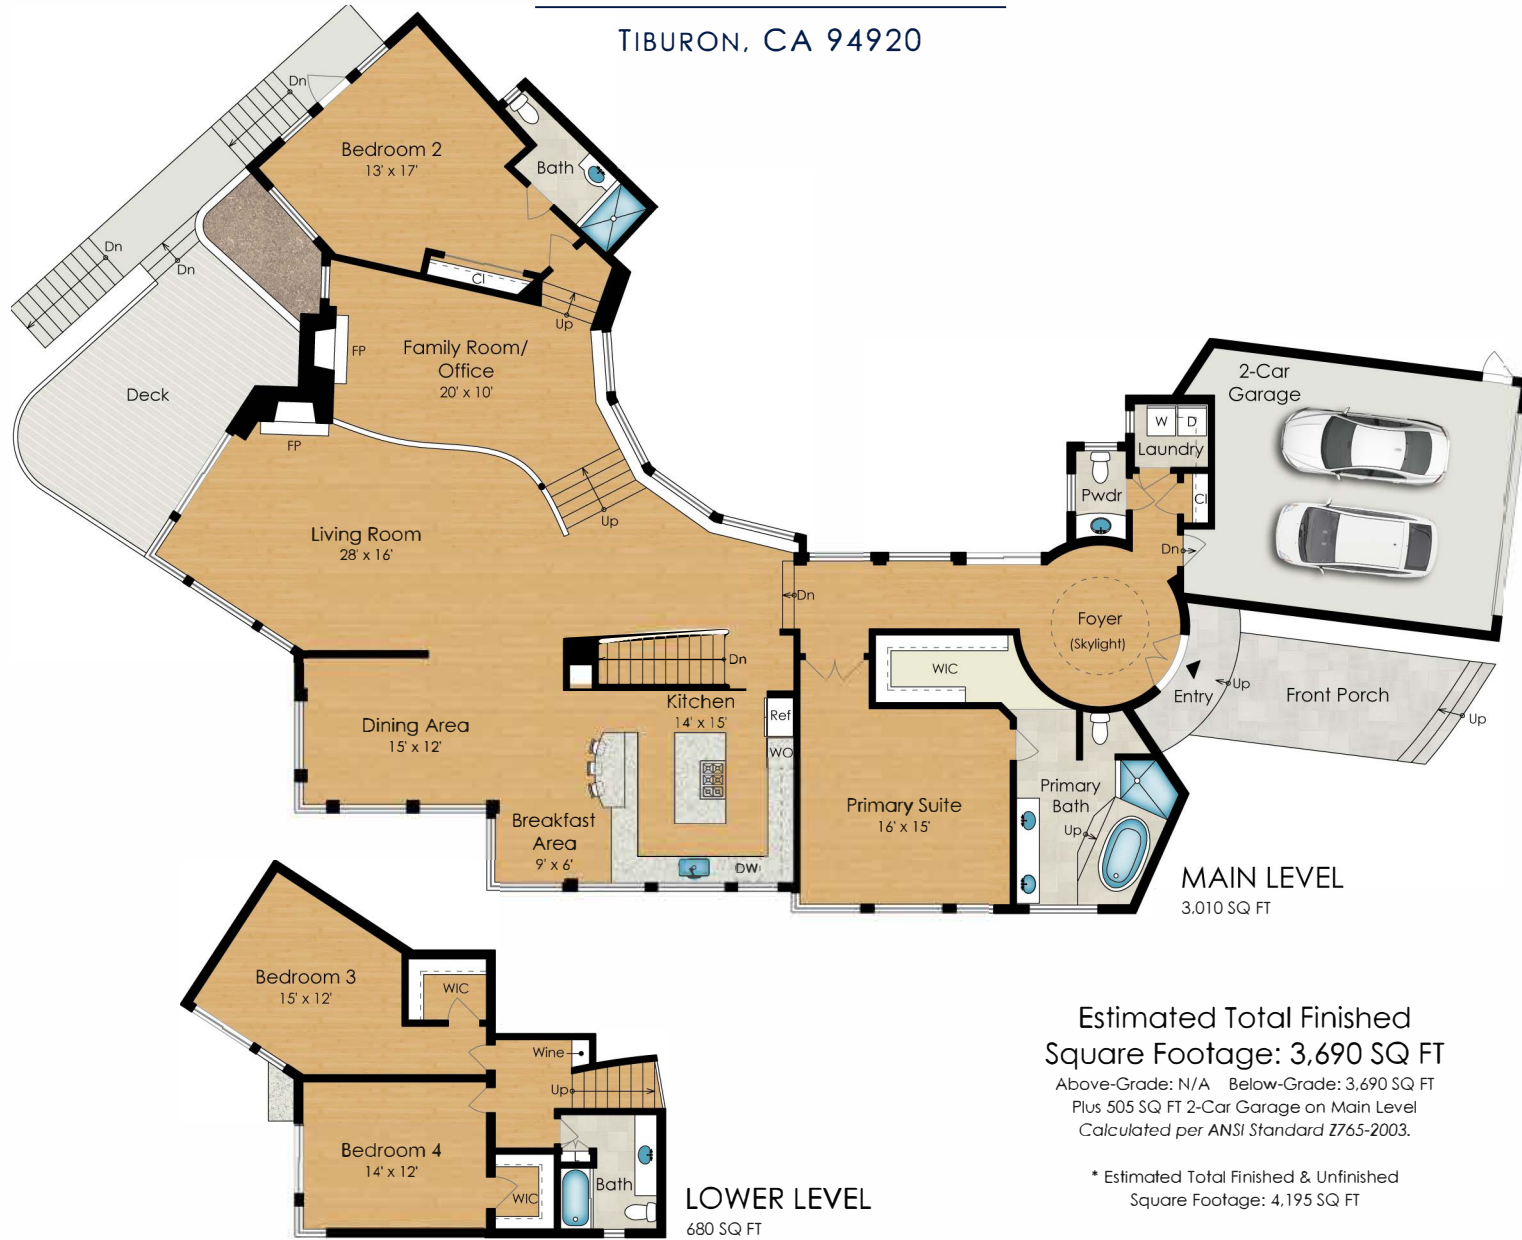 TIBURON, CA 94920
Dn
Bedroom 2
13' x 17'
Bath
Dn
Dn
Cl
Up
Family Room/
Office
20' x 10'
FP
Deck
FP
Living Room
28' x 16'
Up
2-Car
Garage
W D
Laundry
Pwdr
Cl
Dn
Dn
Foyer
(Skylight)
Dn
WIC
Entry
Up
Front Porch
Up
Kitchen
14' x 15'
Ref
WO
Dining Area
15' x 12'
Breakfast
Area
9' x 6'
DW
Primary Suite
16' x 15'
Primary
Bath
Up
MAIN LEVEL
3,010 SQ FT
Bedroom 3
15' x 12'
WIC
Wine
Up
Bedroom 4
14' x 12'
WIC
Bath
LOWER LEVEL
680 SQ FT
Estimated Total Finished
Square Footage: 3,690 SQ FT
Above-Grade: N/A Below-Grade: 3,690 SQ FT
Plus 505 SQ FT 2-Car Garage on Main Level
Calculated per ANSI Standard Z765-2003.
* Estimated Total Finished & Unfinished
Square Footage: 4,195 SQ FT